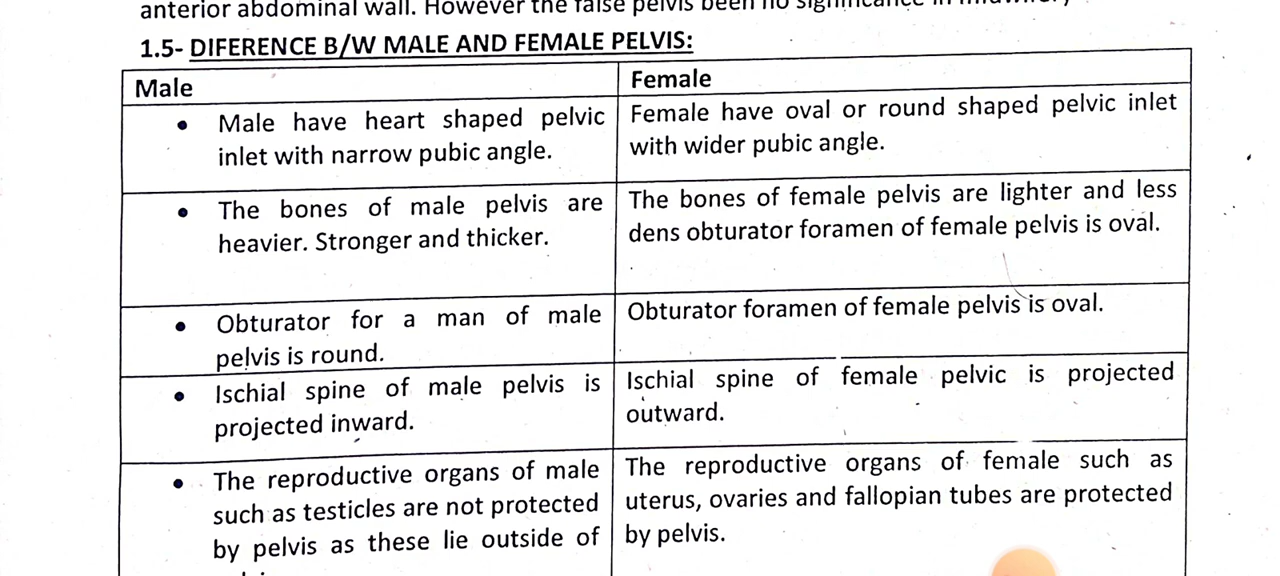 anterior abdominal wall. However the false pelvis been no significance in midwifery
1.5- DIFERENCE B/W MALE AND FEMALE PELVIS:
Male
Female
• Male have heart shaped pelvic
inlet with narrow pubic angle.
Female have oval or round shaped pelvic inlet
with wider pubic angle.
• The bones of male pelvis are
heavier. Stronger and thicker.
The bones of female pelvis are lighter and less
dens obturator foramen of female pelvis is oval.
• Obturator for a man of male
pelvis is round.
Obturator foramen of female pelvis is oval.
• Ischial spine of male pelvis is
projected inward.
Ischial spine of female pelvic is projected
outward.
• The reproductive organs of male
such as testicles are not protected
by pelvis as these lie outside of
The reproductive organs of female such as
uterus, ovaries and fallopian tubes are protected
by pelvis.